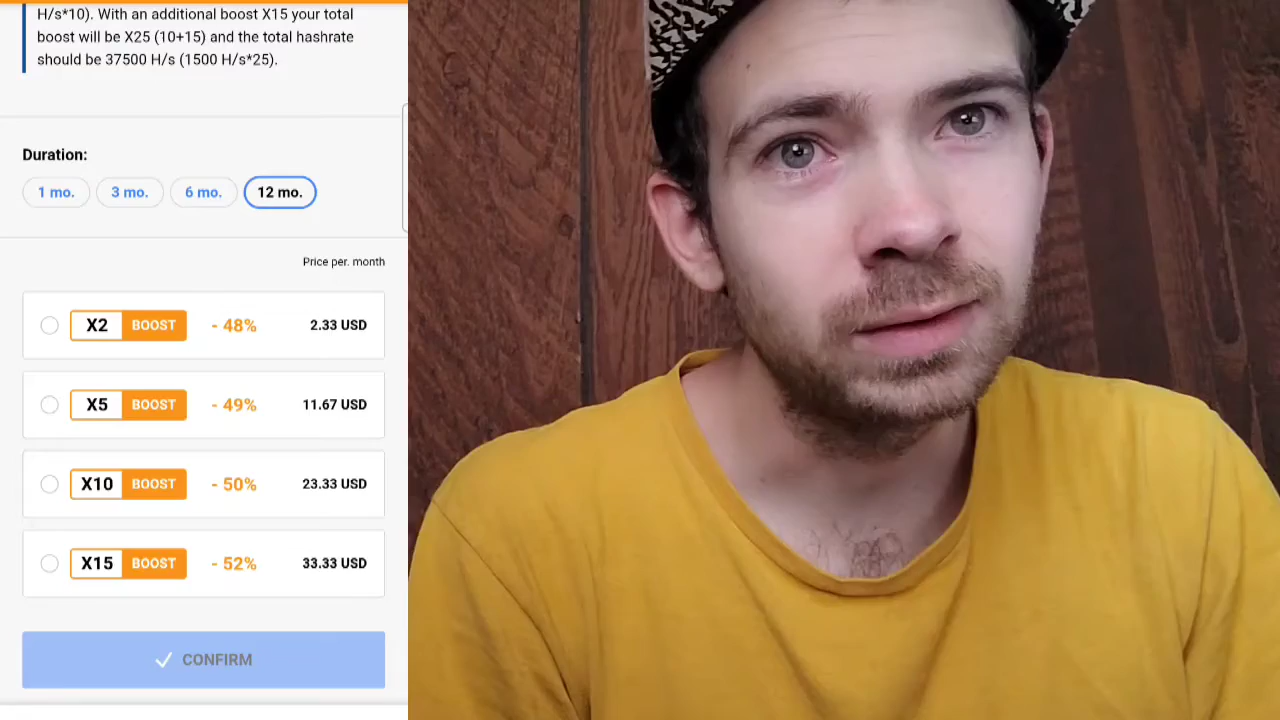 H/s*10). With an additional boost X15 your total
boost will be X25 (10+15) and the total hashrate
should be 37500 H/s (1500 H/s*25).
Duration:
1 mo. 3 mo. 6 mo. 12 mo.
Price per. month
X2 BOOST - 48% 2.33 USD
X5 BOOST - 49% 11.67 USD
X10 BOOST - 50% 23.33 USD
X15 BOOST - 52% 33.33 USD
CONFIRM